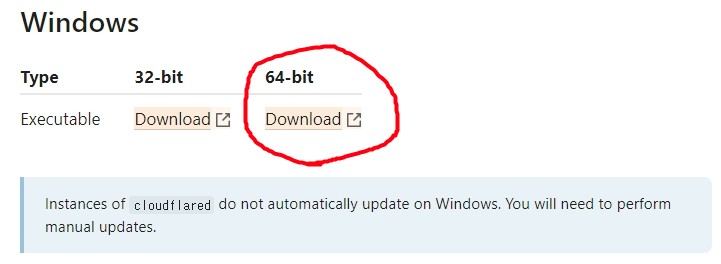 Windows
Type 32-bit 64-bit
Executable Download Download
Instances of cloudflared do not automatically update on Windows. You will need to perform
manual updates.